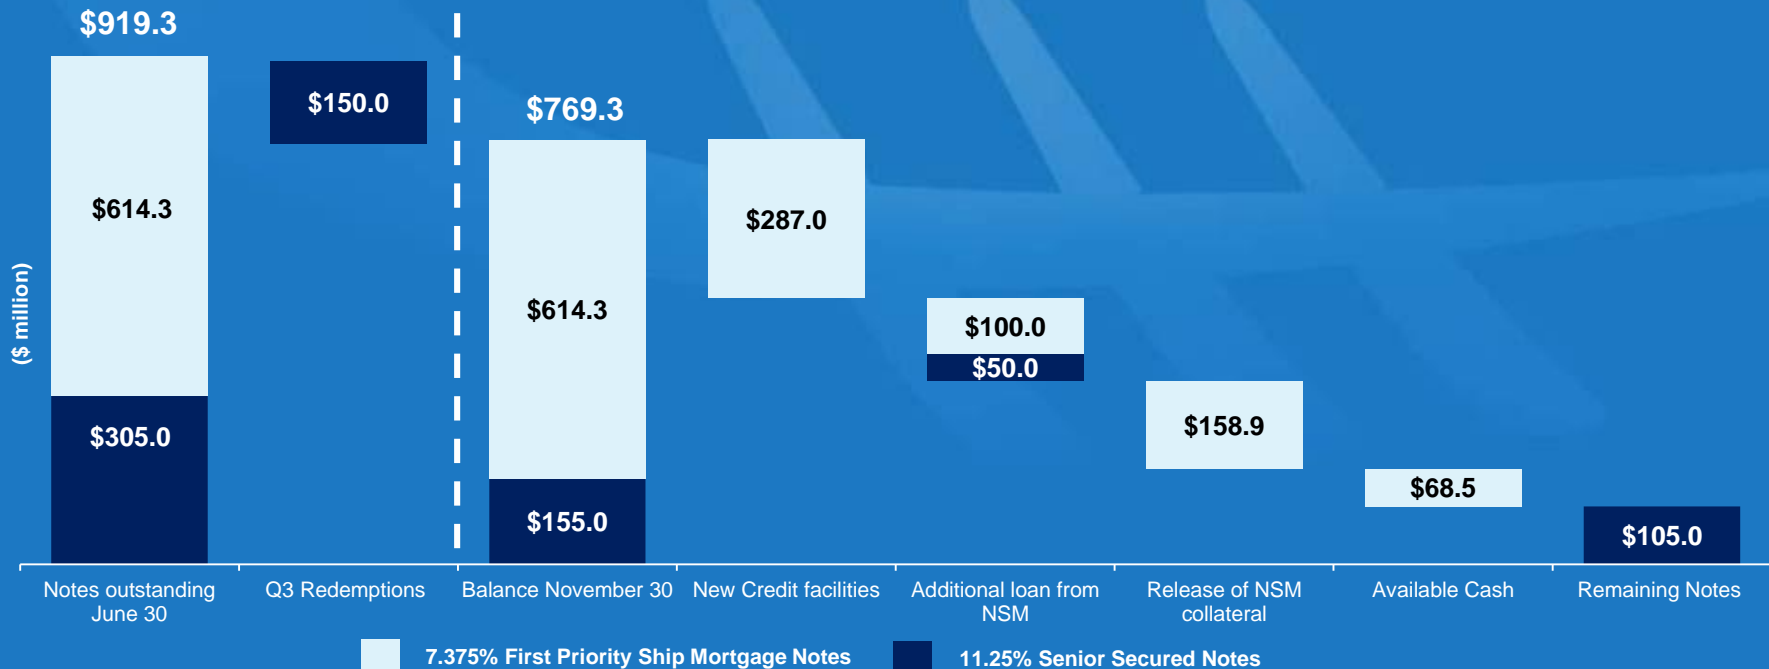 $919.3
$150.0
$769.3
$614.3
$287.0
$614.3
$100.0
$50.0
$158.9
$305.0
$68.5
$155.0
$105.0
($ million)
Notes outstanding
June 30
Q3 Redemptions
Balance November 30
New Credit facilities
Additional loan from
NSM
Release of NSM
collateral
Available Cash
Remaining Notes
7.375% First Priority Ship Mortgage Notes
11.25% Senior Secured Notes